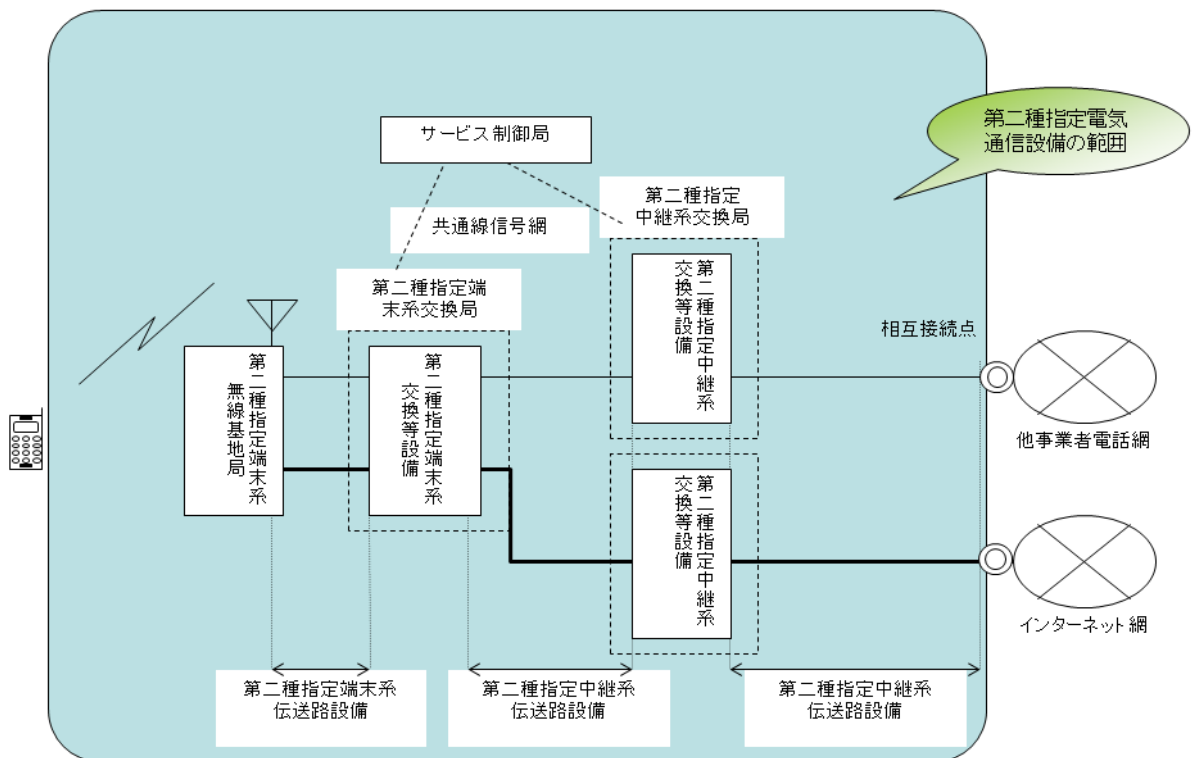 第二種指定電気
通信設備の範囲
サービス制御局
共通線信号網
第二種指定
中継系交換局
第二種指定端
末系交換局
第二種指定端末系
無線基地局
第二種指定端末系
交換等設備
第二種指定中継系
交換等設備
相互接続点
他事業者電話網
第二種指定中継系
交換等設備
インターネット網
第二種指定端末系
伝送路設備
第二種指定中継系
伝送路設備
第二種指定中継系
伝送路設備